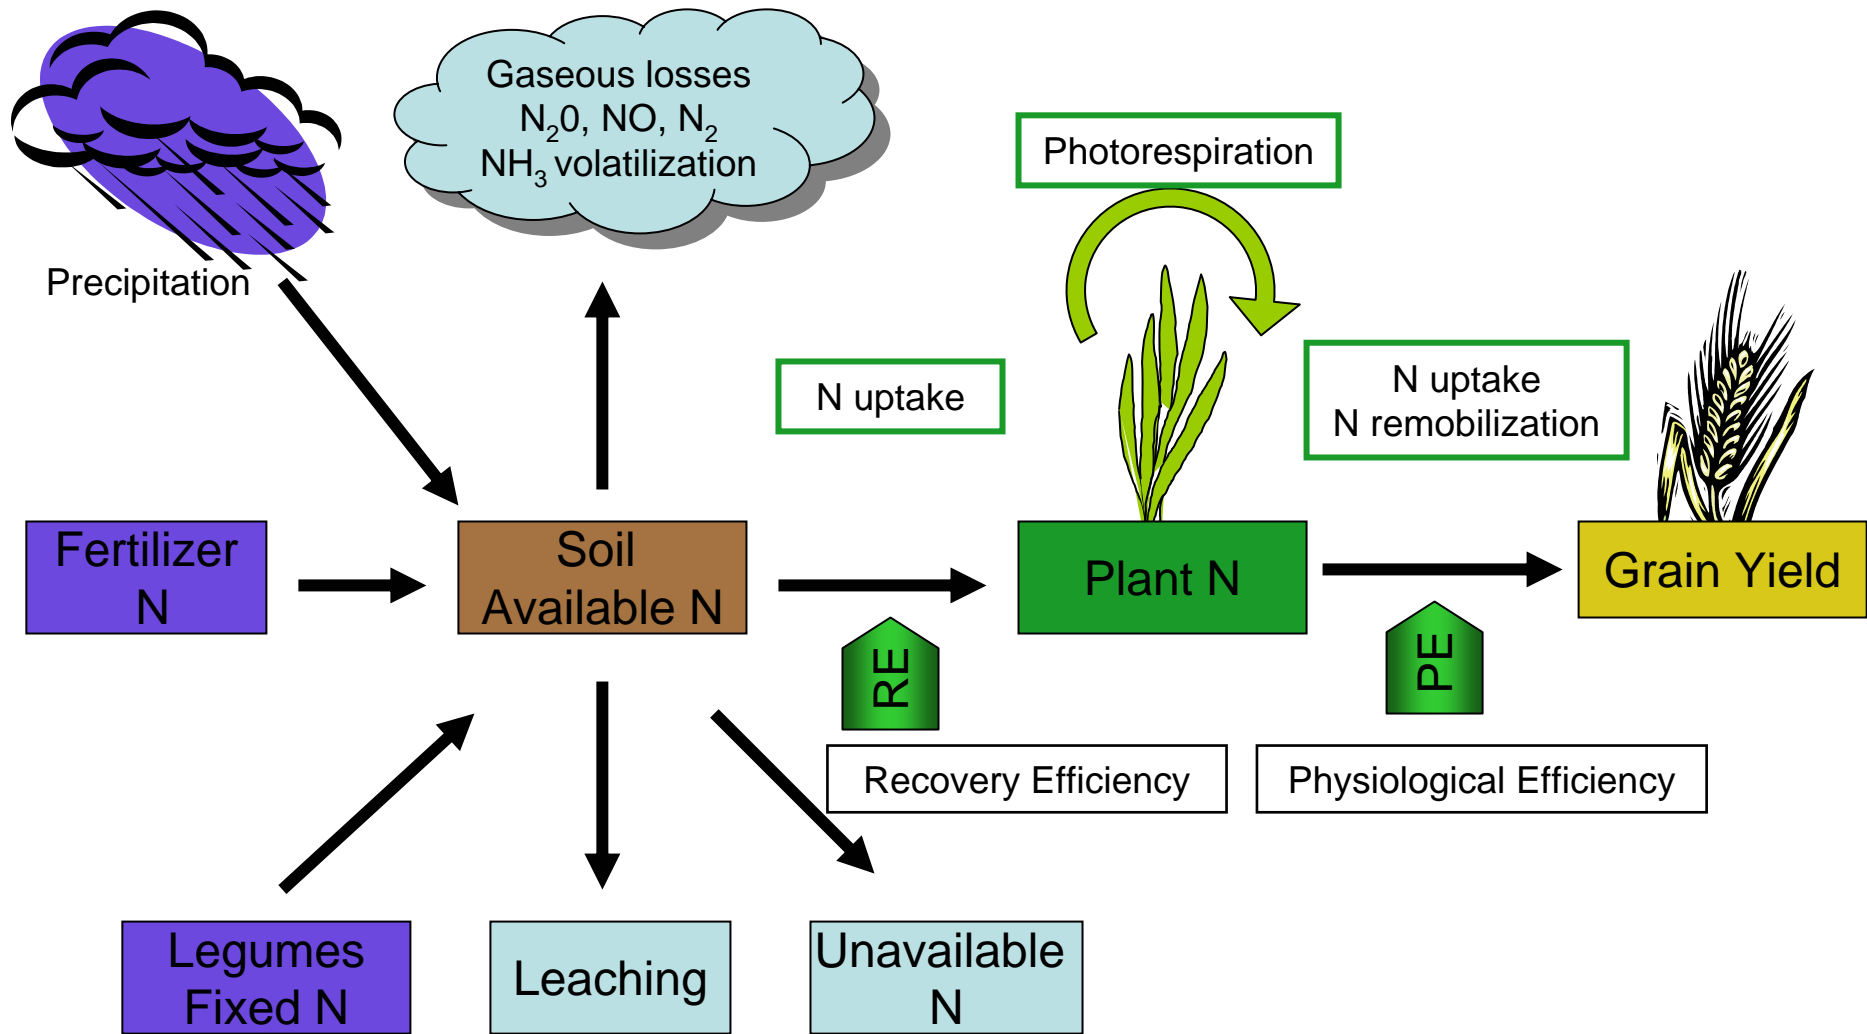 Gaseous losses
N₂0, NO, N₂
NH₃ volatilization
Precipitation
Photorespiration
N uptake
N uptake
N remobilization
Fertilizer
N
Soil
Available N
Plant N
Grain Yield
RE
PE
Recovery Efficiency
Physiological Efficiency
Legumes
Fixed N
Leaching
Unavailable
N